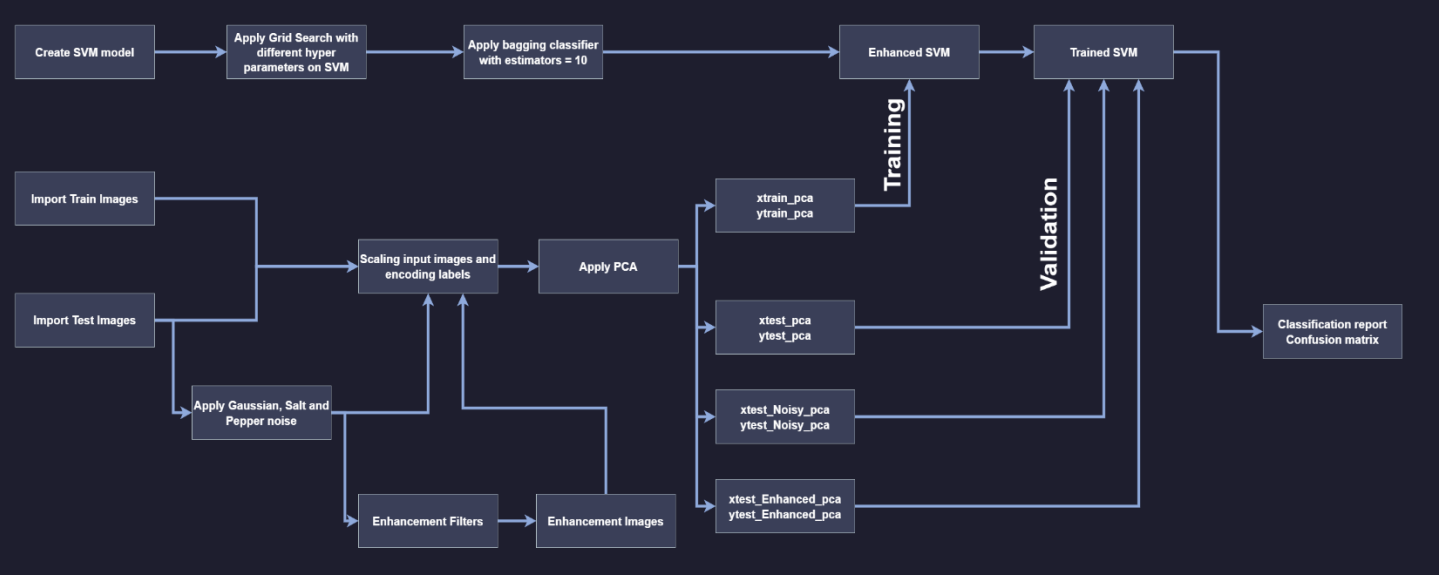 Create SVM model
Apply Grid Search with
different hyper
parameters on SVM
Apply bagging classifier
with estimators = 10
Enhanced SVM
Trained SVM
Training
Validation
Import Train Images
Import Test Images
Scaling input images and
encoding labels
Apply PCA
xtrain_pca
ytrain_pca
xtest_pca
ytest_pca
Classification report
Confusion matrix
Apply Gaussian, Salt and
Pepper noise
xtest_Noisy_pca
ytest_Noisy_pca
Enhancement Filters
Enhancement Images
xtest_Enhanced_pca
ytest_Enhanced_pca